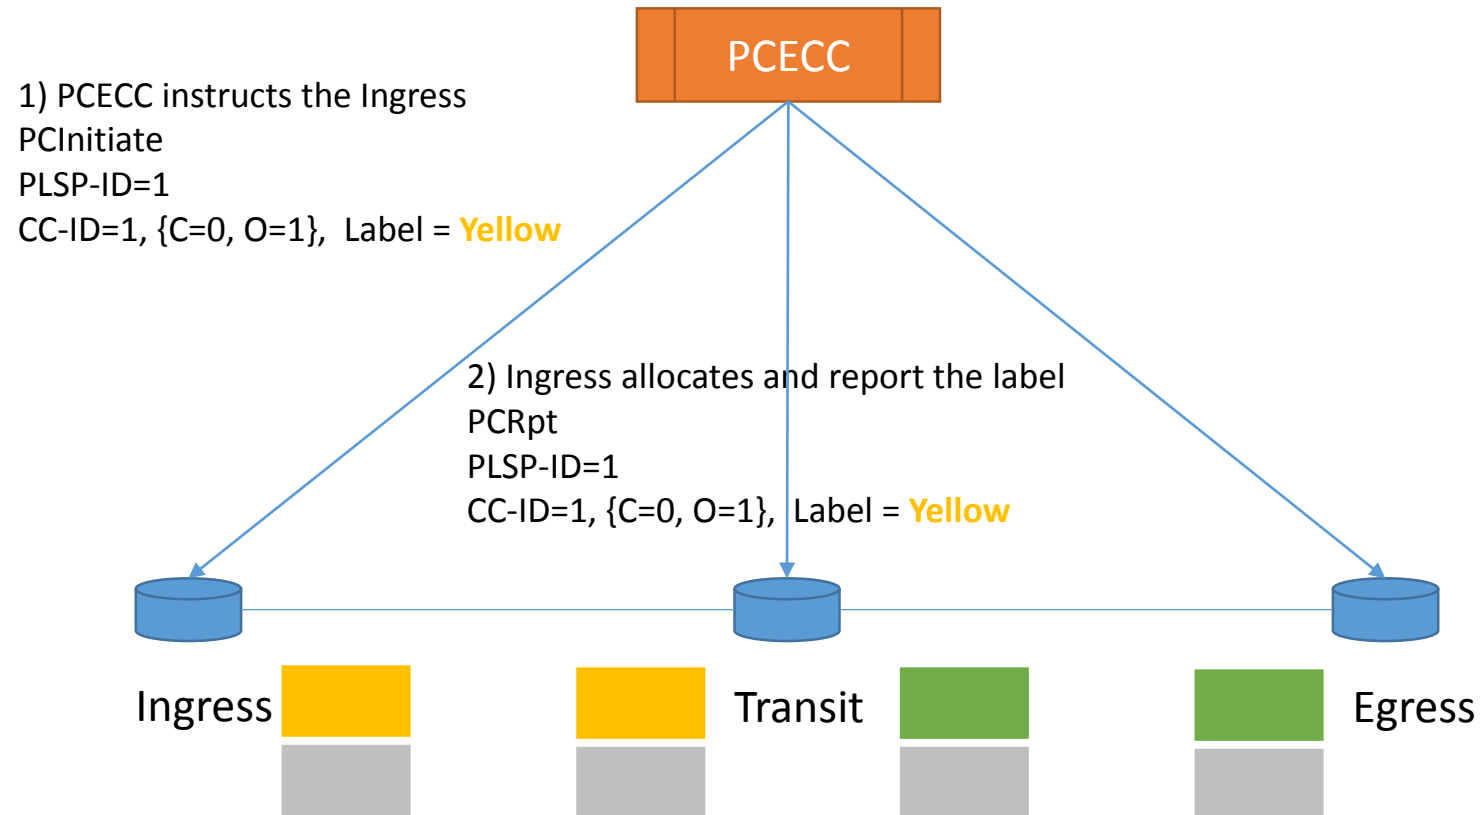 PCECC
1) PCECC instructs the Ingress
PCInitiate
PLSP-ID=1
CC-ID=1, {C=0, O=1}, Label = Yellow
2) Ingress allocates and report the label
PCRpt
PLSP-ID=1
CC-ID=1, {C=0, O=1}, Label = Yellow
Ingress
Transit
Egress